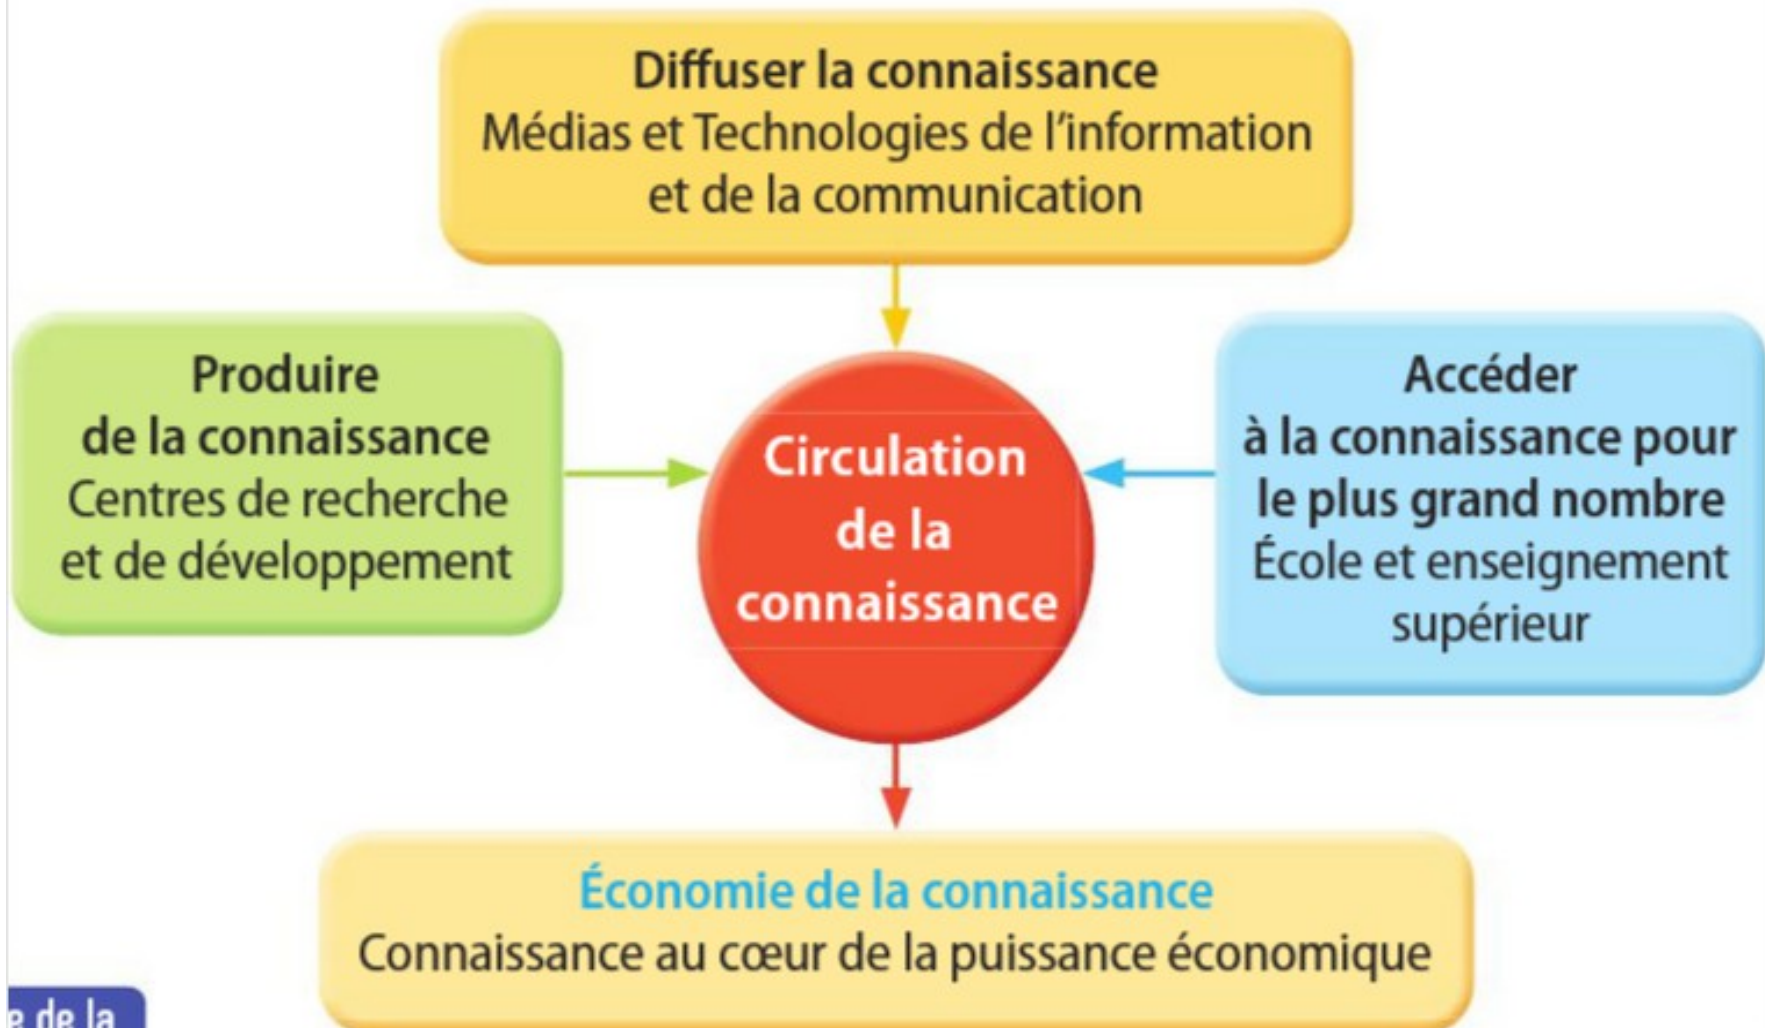 Diffuser la connaissance
Médias et Technologies de l'information
et de la communication
Produire
de la connaissance
Centres de recherche
et de développement
Circulation
de la
connaissance
Accéder
à la connaissance pour
le plus grand nombre
École et enseignement
supérieur
Économie de la connaissance
Connaissance au cœur de la puissance économique
de la